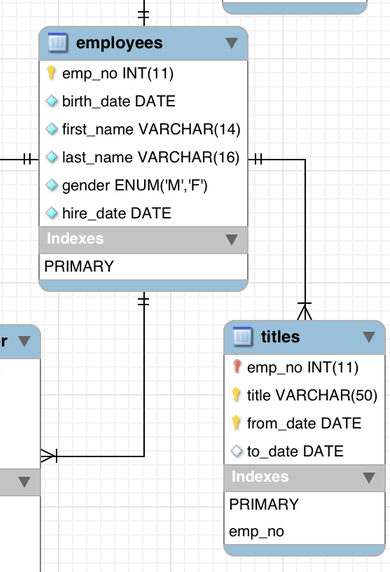 employees
emp_no INT(11)
birth_date DATE
first_name VARCHAR(14)
last_name VARCHAR(16)
gender ENUM('M','F')
hire_date DATE
Indexes
PRIMARY
r
titles
emp_no INT(11)
title VARCHAR(50)
from_date DATE
to_date DATE
Indexes
PRIMARY
emp_no